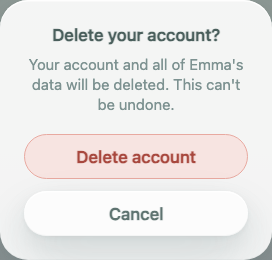 Delete your account?
Your account and all of Emma's
data will be deleted. This can't
be undone.
Delete account
Cancel